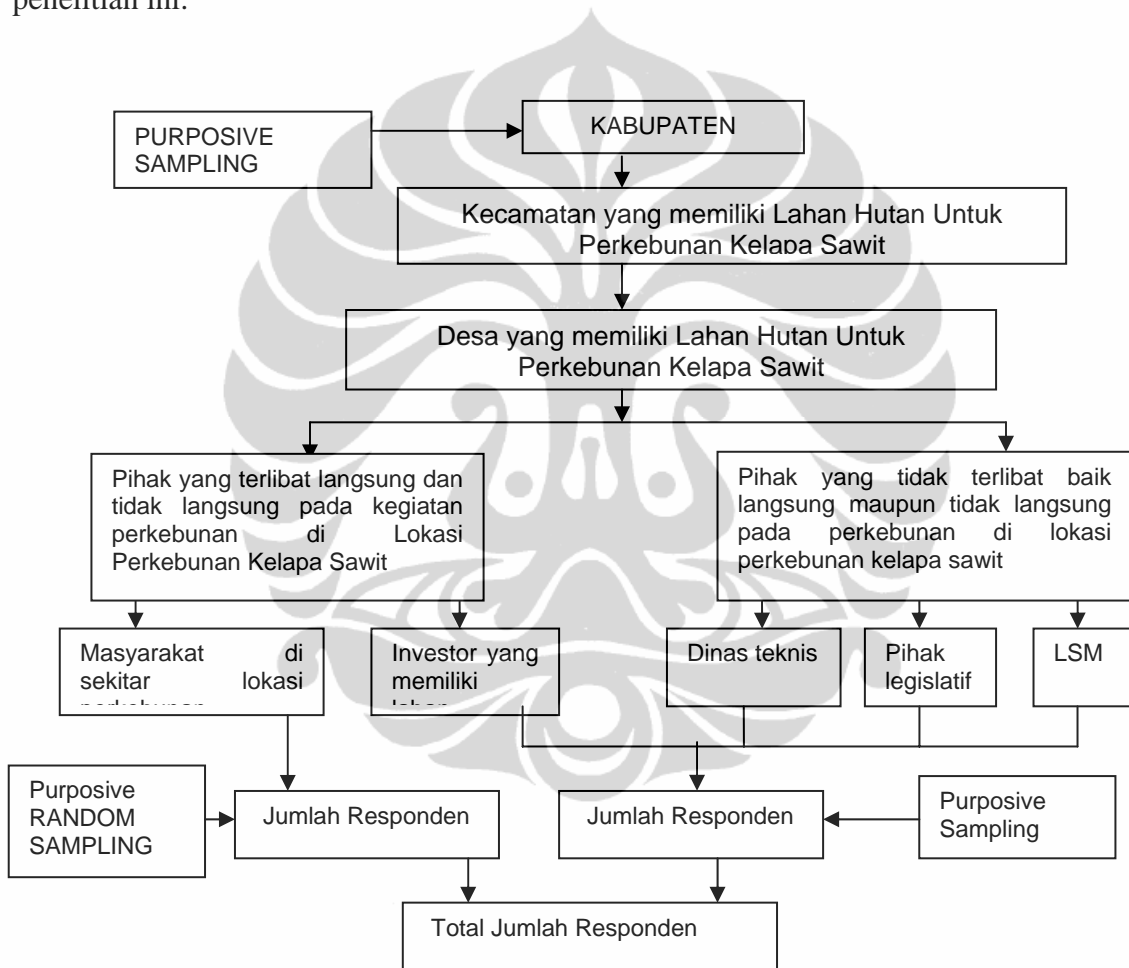 penelitian ini.
PURPOSIVE
SAMPLING
KABUPATEN
Kecamatan yang memiliki Lahan Hutan Untuk
Perkebunan Kelapa Sawit
Desa yang memiliki Lahan Hutan Untuk
Perkebunan Kelapa Sawit
Pihak yang terlibat langsung dan
tidak langsung pada kegiatan
perkebunan di Lokasi
Perkebunan Kelapa Sawit
Pihak yang tidak terlibat baik
langsung maupun tidak langsung
pada perkebunan di lokasi
perkebunan kelapa sawit
Masyarakat di
sekitar lokasi
perkebunan
Investor yang
memiliki
lahan
Dinas teknis
Pihak
legislatif
LSM
Purposive
RANDOM
SAMPLING
Jumlah Responden
Jumlah Responden
Purposive
Sampling
Total Jumlah Responden